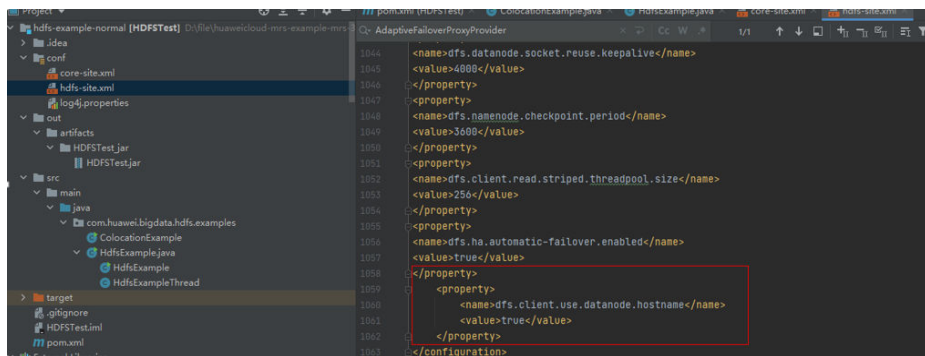 Project
pom.xml (HDFSTest)
ColocationExample.java
HdfsExample.java
core-site.xml
hdfs-site.xml
hdfs-example-normal [HDFSTest] D:\file\huaweicloud-mrs-example-mrs-
.idea
conf
core-site.xml
hdfs-site.xml
log4j.properties
out
artifacts
HDFSTest_jar
HDFSTest.jar
src
main
java
com.huawei.bigdata.hdfs.examples
ColocationExample
HdfsExample.java
HdfsExample
HdfsExampleThread
target
.gitignore
HDFSTest.iml
pom.xml
AdaptiveFailoverProxyProvider
Cc W .*
1/1
1044 <name>dfs.datanode.socket.reuse.keepalive</name>
1045 <value>4000</value>
1046 </property>
1047 <property>
1048 <name>dfs.namenode.checkpoint.period</name>
1049 <value>3600</value>
1050 </property>
1051 <property>
1052 <name>dfs.client.read.striped.threadpool.size</name>
1053 <value>256</value>
1054 </property>
1055 <property>
1056 <name>dfs.ha.automatic-failover.enabled</name>
1057 <value>true</value>
1058 </property>
1059 <property>
1060 <name>dfs.client.use.datanode.hostname</name>
1061 <value>true</value>
1062 </property>
1063 </configuration>